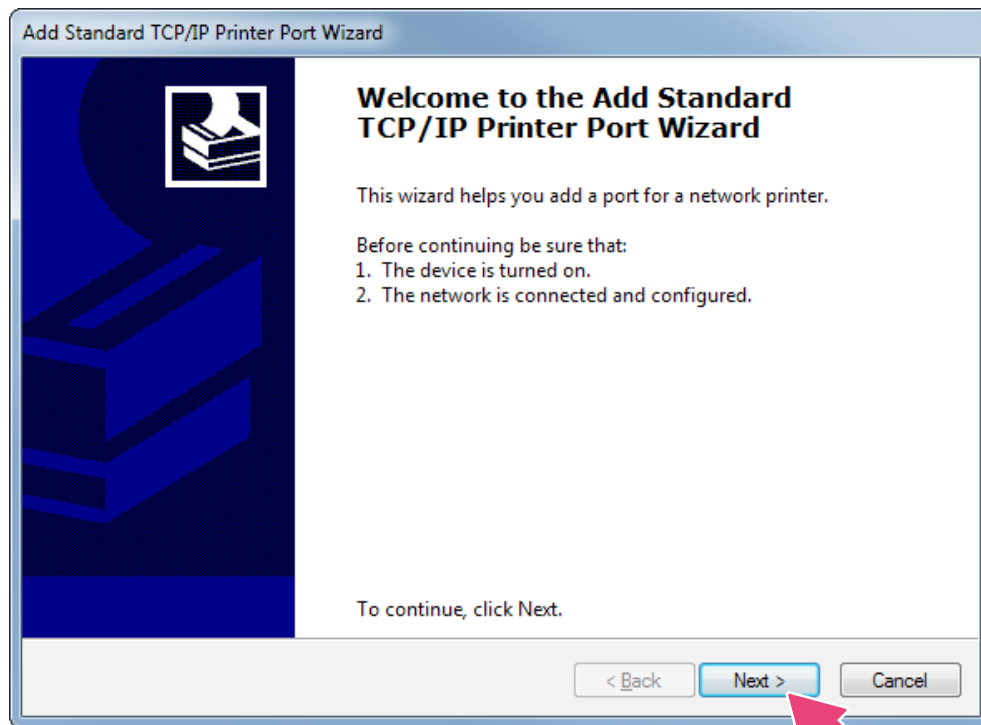 Add Standard TCP/IP Printer Port Wizard
Welcome to the Add Standard
TCP/IP Printer Port Wizard
This wizard helps you add a port for a network printer.
Before continuing be sure that:
1. The device is turned on.
2. The network is connected and configured.
To continue, click Next.
< Back Next > Cancel